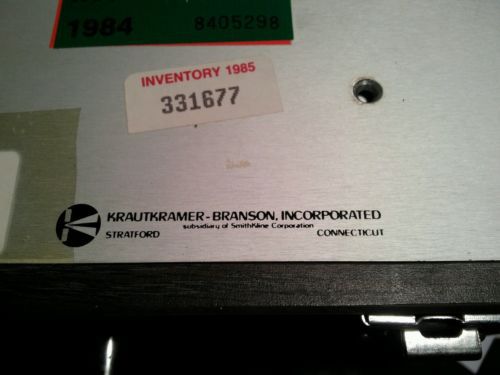 1984 8405298
INVENTORY 1985
331677
KRAUTKRAMER-BRANSON, INCORPORATED
subsidiary of SmithKline Corporation
STRATFORD CONNECTICUT